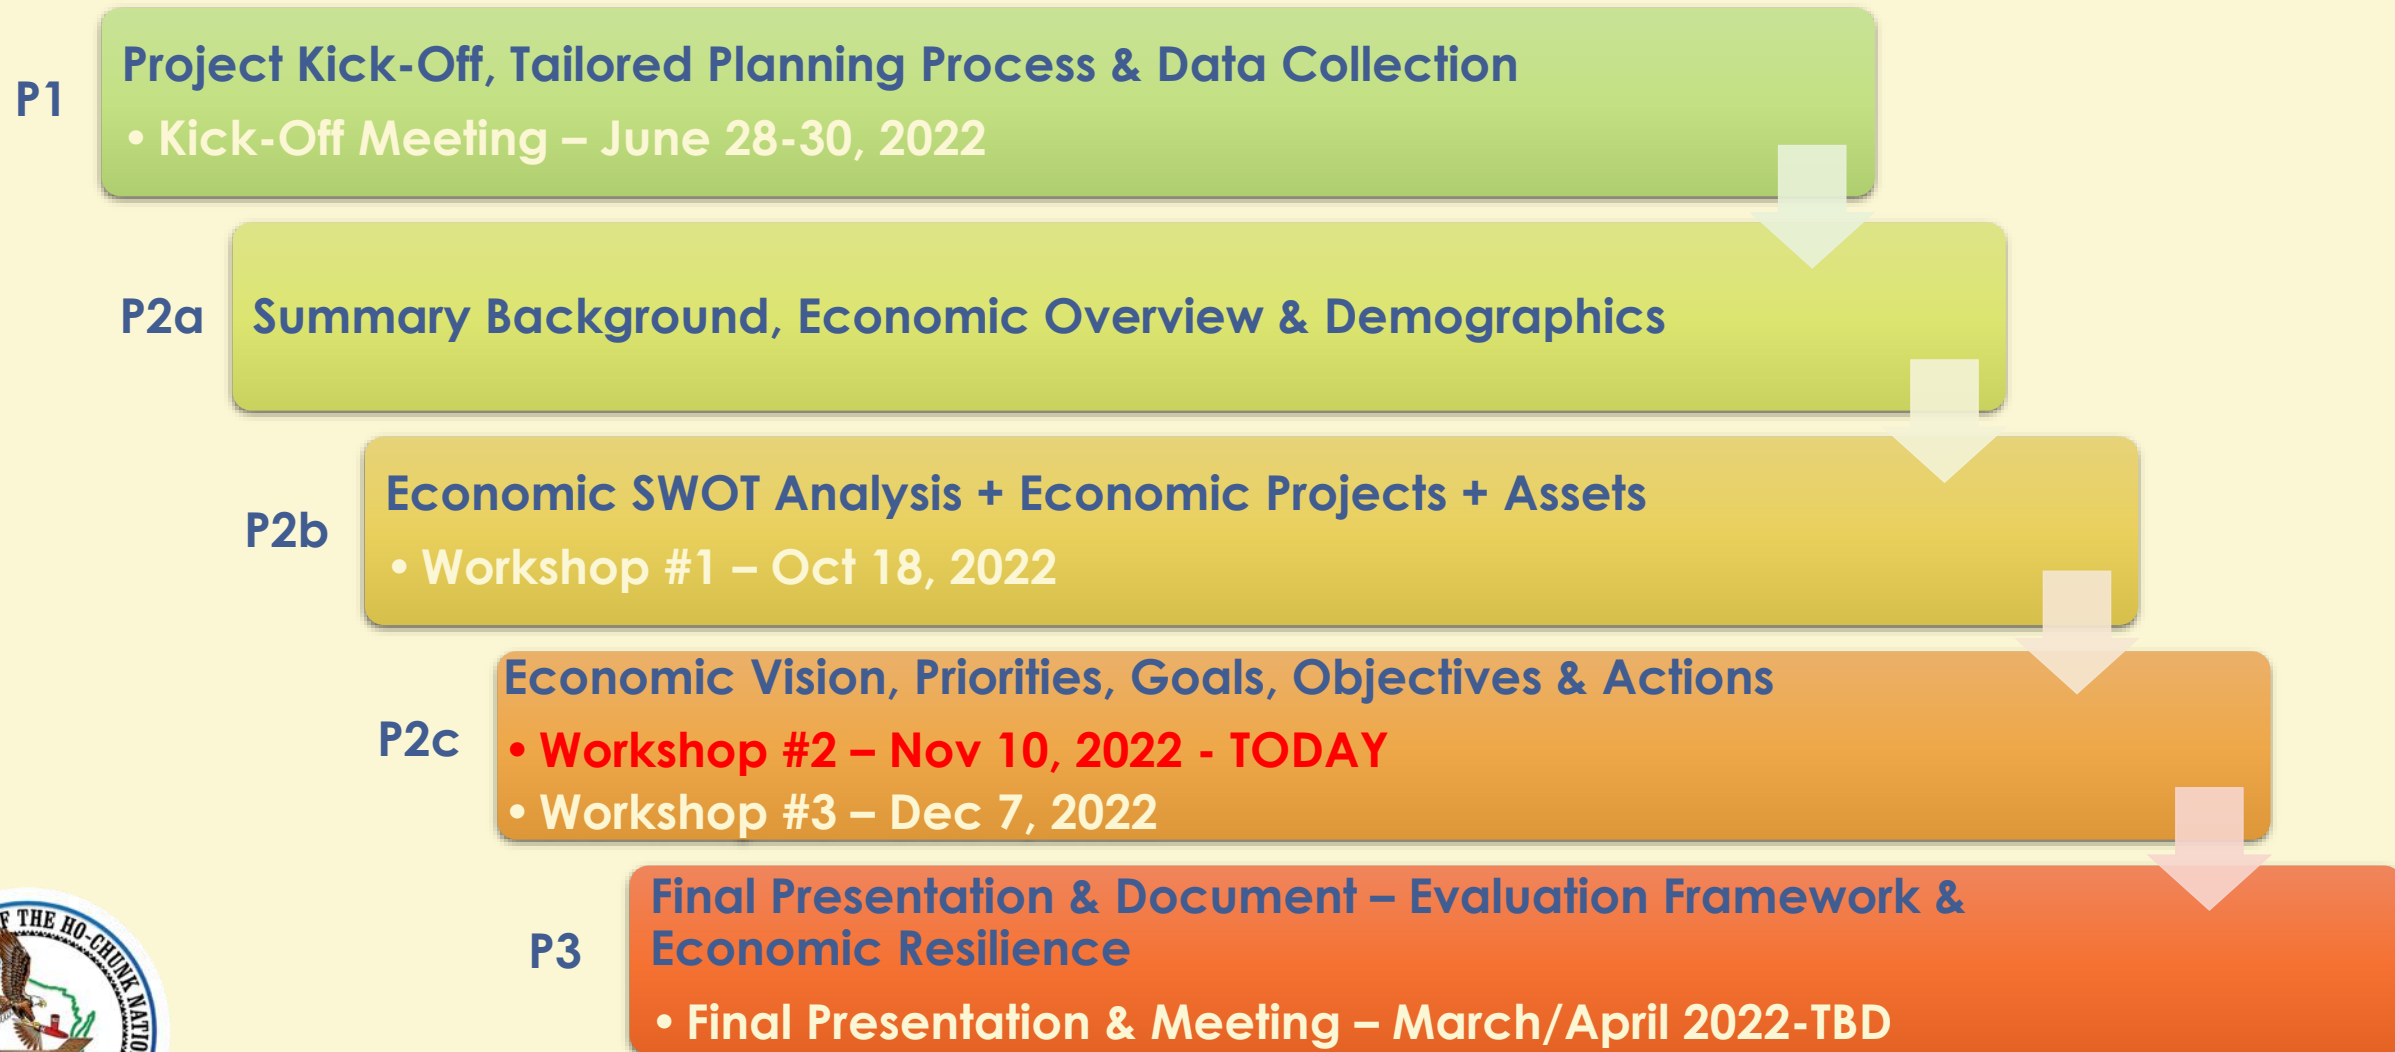 P1
Project Kick-Off, Tailored Planning Process & Data Collection
• Kick-Off Meeting – June 28-30, 2022
P2a
Summary Background, Economic Overview & Demographics
P2b
Economic SWOT Analysis + Economic Projects + Assets
• Workshop #1 – Oct 18, 2022
P2c
Economic Vision, Priorities, Goals, Objectives & Actions
• Workshop #2 – Nov 10, 2022 - TODAY
• Workshop #3 – Dec 7, 2022
P3
Final Presentation & Document – Evaluation Framework &
Economic Resilience
• Final Presentation & Meeting – March/April 2022-TBD
THE HO-CHUNK